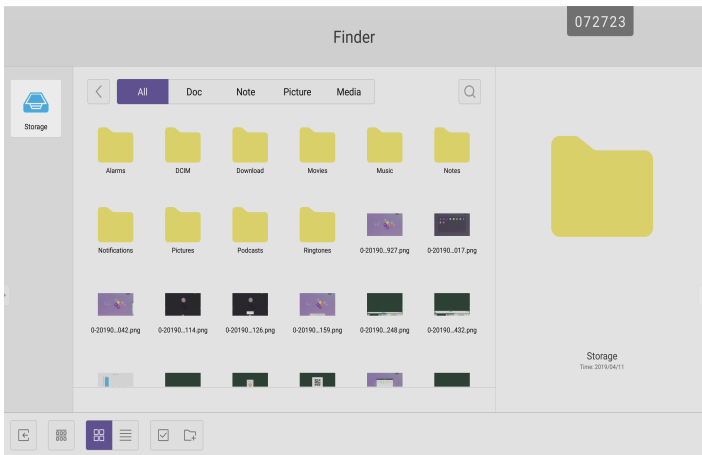 072723
Finder
All Doc Note Picture Media
Storage
Alarms DCIM Download Movies Music Notes
Notifications Pictures Podcasts Ringtones 0-20190...927.png 0-20190...017.png
0-20190...042.png 0-20190...114.png 0-20190...126.png 0-20190...159.png 0-20190...248.png 0-20190...432.png
Storage
Time: 2019/04/11